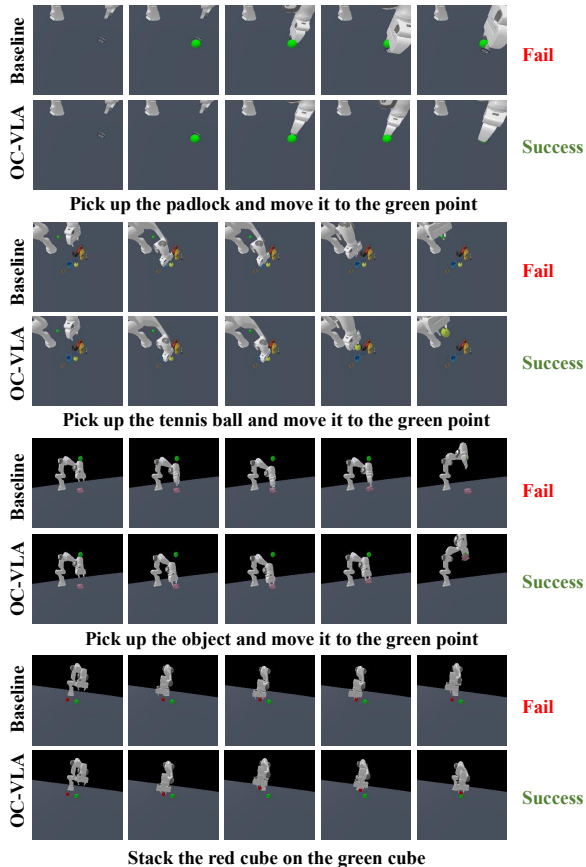 Baseline
Fail
OC-VLA
Success
Pick up the padlock and move it to the green point
Baseline
Fail
OC-VLA
Success
Pick up the tennis ball and move it to the green point
Baseline
Fail
OC-VLA
Success
Pick up the object and move it to the green point
Baseline
Fail
OC-VLA
Success
Stack the red cube on the green cube